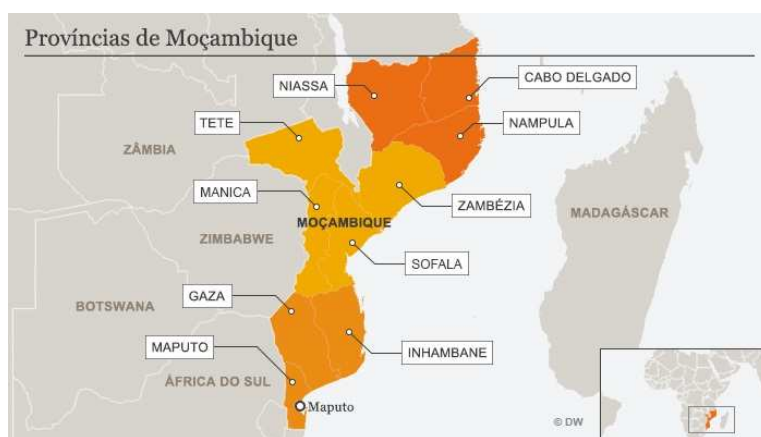 Províncias de Moçambique
CABO DELGADO
NIASSA
NAMPULA
TETE
ZÂMBIA
MANICA
ZAMBÉZIA
MADAGÁSCAR
MOÇAMBIQUE
ZIMBABWE
SOFALA
GAZA
BOTSWANA
MAPUTO
INHAMBANE
ÁFRICA DO SUL
Maputo
© DW